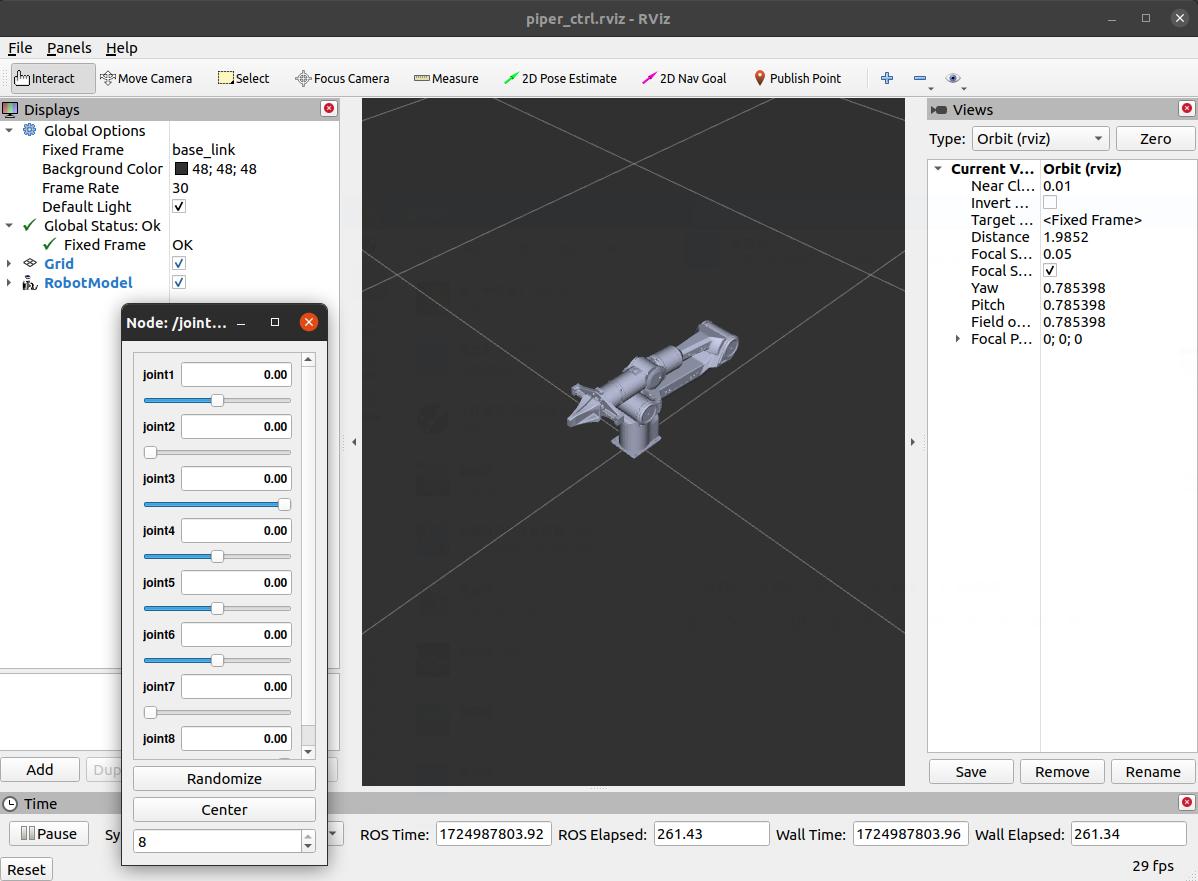 piper_ctrl.rviz - RViz
File Panels Help
Interact Move Camera Select Focus Camera Measure 2D Pose Estimate 2D Nav Goal Publish Point
Displays
Global Options
Fixed Frame base_link
Background Color 48; 48; 48
Frame Rate 30
Default Light
Global Status: Ok
Fixed Frame OK
Grid
RobotModel
Node: /joint...
joint1 0.00
joint2 0.00
joint3 0.00
joint4 0.00
joint5 0.00
joint6 0.00
joint7 0.00
joint8 0.00
Randomize
Center
8
Add Dup
Views
Type: Orbit (rviz) Zero
Current V... Orbit (rviz)
Near Cl... 0.01
Invert ...
Target ... <Fixed Frame>
Distance 1.9852
Focal S... 0.05
Focal S...
Yaw 0.785398
Pitch 0.785398
Field o... 0.785398
Focal P... 0; 0; 0
Save Remove Rename
Time
Pause Sy ROS Time: 1724987803.92 ROS Elapsed: 261.43 Wall Time: 1724987803.96 Wall Elapsed: 261.34
Reset 29 fps